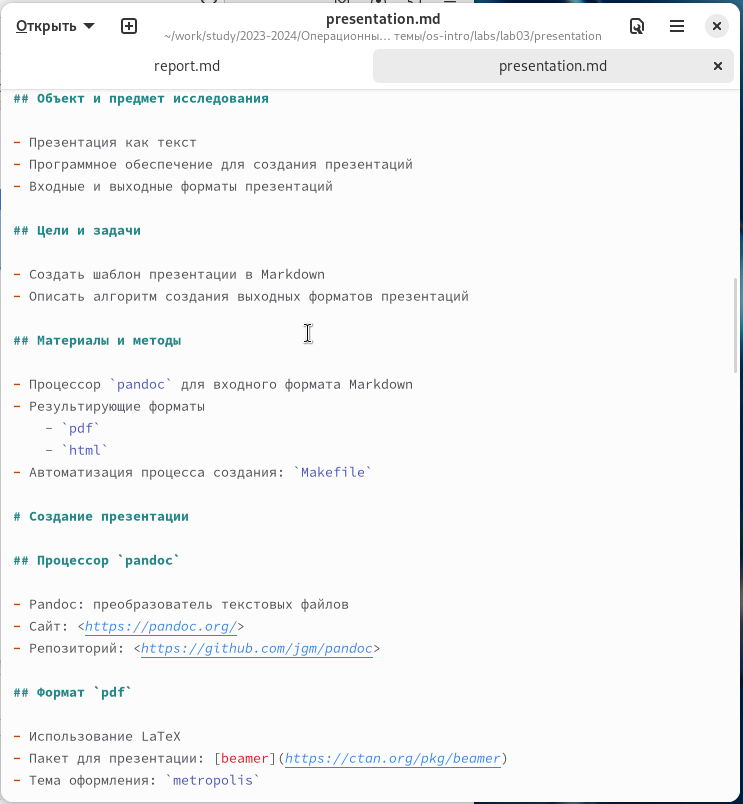 Открыть
presentation.md
~/work/study/2023-2024/Операционны… темы/os-intro/labs/lab03/presentation
report.md
presentation.md
## Объект и предмет исследования
- Презентация как текст
- Программное обеспечение для создания презентаций
- Входные и выходные форматы презентаций
## Цели и задачи
- Создать шаблон презентации в Markdown
- Описать алгоритм создания выходных форматов презентаций
## Материалы и методы
- Процессор `pandoc` для входного формата Markdown
- Результирующие форматы
    - `pdf`
    - `html`
- Автоматизация процесса создания: `Makefile`
# Создание презентации
## Процессор `pandoc`
- Pandoc: преобразователь текстовых файлов
- Сайт: <https://pandoc.org/>
- Репозиторий: <https://github.com/jgm/pandoc>
## Формат `pdf`
- Использование LaTeX
- Пакет для презентации: [beamer](https://ctan.org/pkg/beamer)
- Тема оформления: `metropolis`